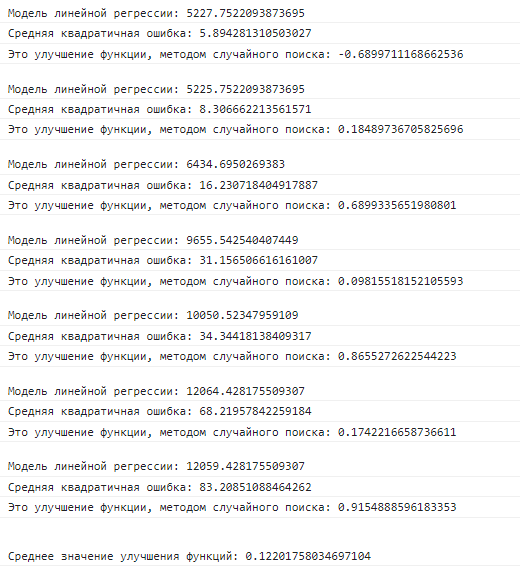 Модель линейной регрессии: 5227.7522093873695
Средняя квадратичная ошибка: 5.894281310503027
Это улучшение функции, методом случайного поиска: -0.6899711168662536
Модель линейной регрессии: 5225.7522093873695
Средняя квадратичная ошибка: 8.306662213561571
Это улучшение функции, методом случайного поиска: 0.18489736705825696
Модель линейной регрессии: 6434.6950269383
Средняя квадратичная ошибка: 16.230718404917887
Это улучшение функции, методом случайного поиска: 0.6899335651980801
Модель линейной регрессии: 9655.542540407449
Средняя квадратичная ошибка: 31.156506616161007
Это улучшение функции, методом случайного поиска: 0.09815518152105593
Модель линейной регрессии: 10050.52347959109
Средняя квадратичная ошибка: 34.34418138409317
Это улучшение функции, методом случайного поиска: 0.8655272622544223
Модель линейной регрессии: 12064.428175509307
Средняя квадратичная ошибка: 68.21957842259184
Это улучшение функции, методом случайного поиска: 0.1742216658736611
Модель линейной регрессии: 12059.428175509307
Средняя квадратичная ошибка: 83.20851088464262
Это улучшение функции, методом случайного поиска: 0.9154888596183353
Среднее значение улучшения функций: 0.12201758034697104